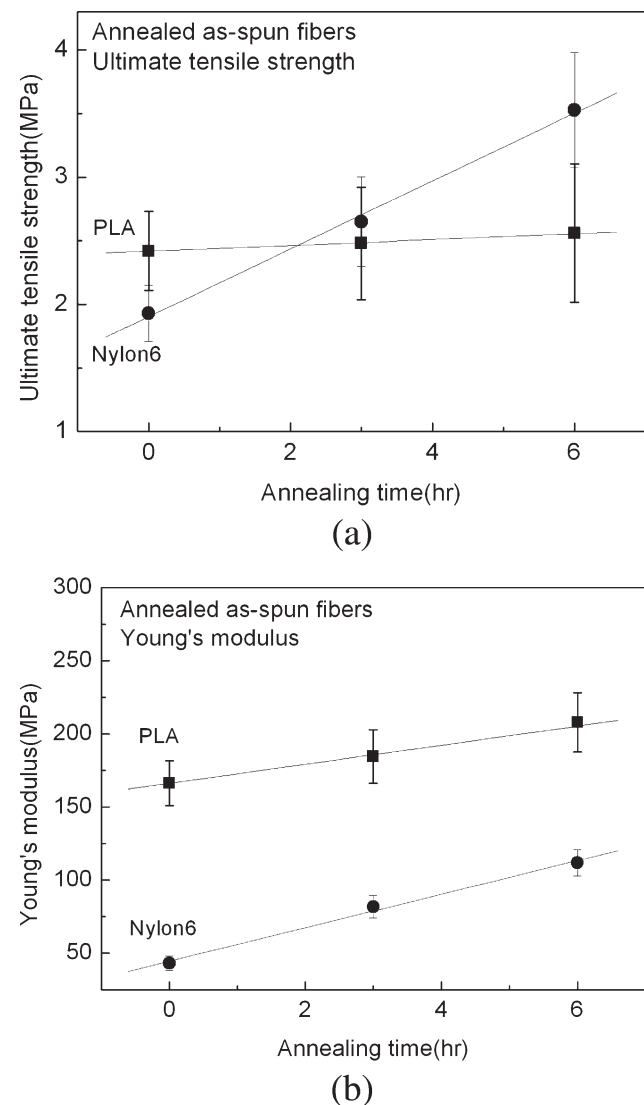 Annealed as-spun fibers
Ultimate tensile strength
Ultimate tensile strength(MPa)
4
3
2
1
PLA
Nylon6
0
2
4
6
Annealing time(hr)
(a)
Annealed as-spun fibers
Young's modulus
Young's modulus(MPa)
300
250
200
150
100
50
PLA
Nylon6
0
2
4
6
Annealing time(hr)
(b)